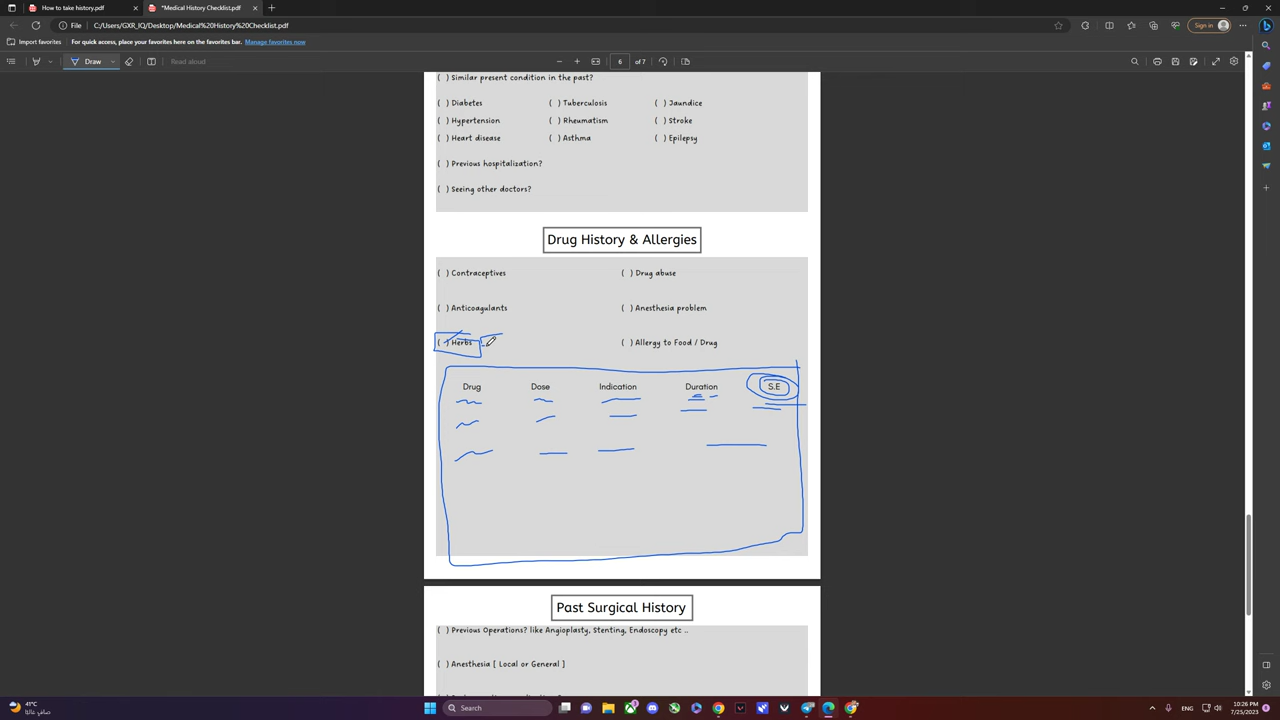 How to take history.pdf
*Medical History Checklist.pdf
File
C:/Users/GXR_IQ/Desktop/Medical%20History%20Checklist.pdf
Sign in
Import favorites
For quick access, place your favorites here on the favorites bar. Manage favorites now
Draw
Read aloud
6 of 7
( ) Similar present condition in the past?
( ) Diabetes ( ) Tuberculosis ( ) Jaundice
( ) Hypertension ( ) Rheumatism ( ) Stroke
( ) Heart disease ( ) Asthma ( ) Epilepsy
( ) Previous hospitalization?
( ) Seeing other doctors?
Drug History & Allergies
( ) Contraceptives ( ) Drug abuse
( ) Anticoagulants ( ) Anesthesia problem
( ) Herbs ( ) Allergy to Food / Drug
Drug Dose Indication Duration S.E
Past Surgical History
( ) Previous Operations? like Angioplasty, Stenting, Endoscopy etc ..
( ) Anesthesia [ Local or General ]
41°C
صافي غالبًا
Search
10:26 PM
7/25/2023